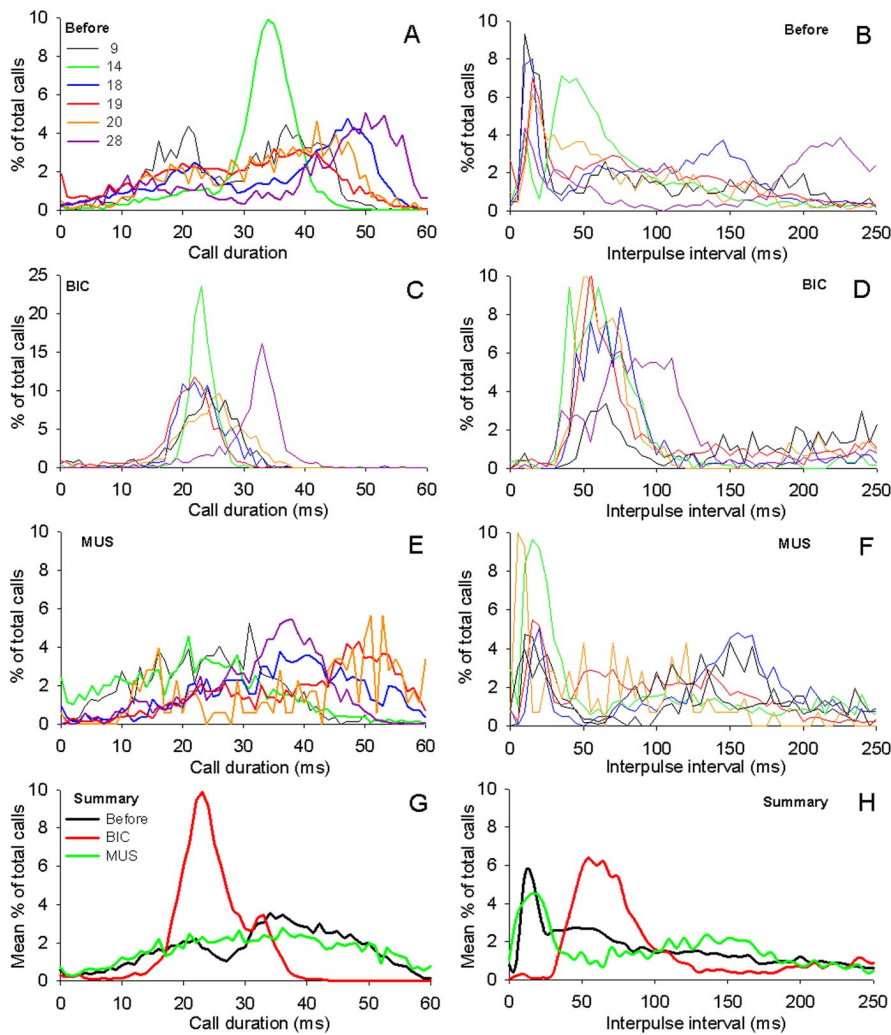 Before
9
14
18
19
20
28
A
% of total calls
10
8
6
4
2
0
0 10 20 30 40 50 60
Call duration
B
Before
%of total calls
10
8
6
4
2
0
0 50 100 150 200 250
Interpulse interval (ms)
BIC
C
% of total calls
25
20
15
10
5
0
0 10 20 30 40 50 60
Call duration (ms)
D
BIC
% of total calls
10
8
6
4
2
0
0 50 100 150 200 250
Interpulse interval (ms)
MUS
E
% of total calls
10
8
6
4
2
0
0 10 20 30 40 50 60
Call duration (ms)
F
MUS
% of total calls
10
8
6
4
2
0
0 50 100 150 200 250
Interpulse interval (ms)
Summary
Before
BIC
MUS
G
Mean % of total calls
10
8
6
4
2
0
0 10 20 30 40 50 60
Call duration (ms)
H
Summary
Mean % of total calls
10
8
6
4
2
0
0 50 100 150 200 250
Interpulse interval (ms)